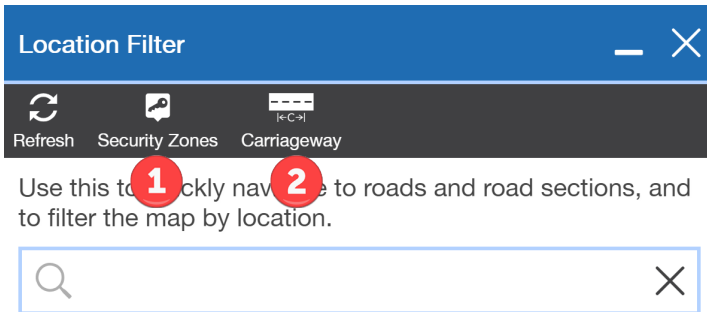 Location Filter
|←C→|
Refresh Security Zones Carriageway
1 2
Use this to ckly nav e to roads and road sections, and
to filter the map by location.